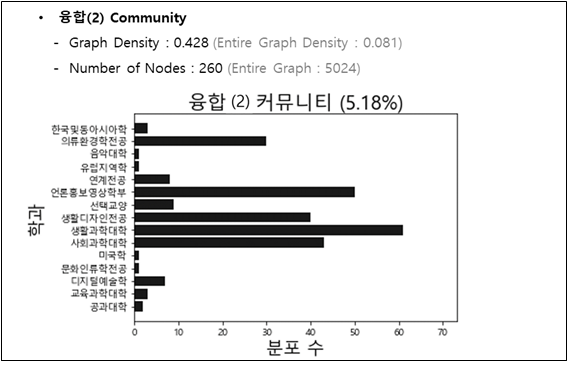 • 융합(2) Community
- Graph Density : 0.428 (Entire Graph Density : 0.081)
- Number of Nodes : 260 (Entire Graph : 5024)
융합 (2) 커뮤니티 (5.18%)
한국및동아시아학
의류환경학전공
음악대학
유럽지역학
연계전공
언론홍보영상학부
선택교양
생활디자인전공
생활과학대학
사회과학대학
미국학
문화인류학전공
디지털예술학
교육과학대학
공과대학
학과
0 10 20 30 40 50 60 70
분포 수